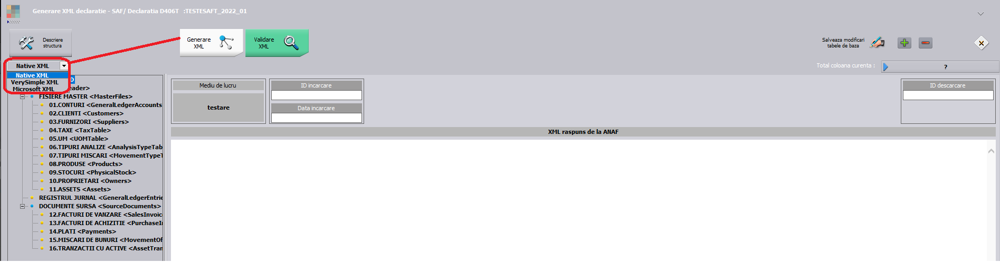 Generare XML declaratie - SAF/ Declaratia D406T :TESTESAFT_2022_01
Descriere structura
Generare XML
Validare XML
Salveaza modificari tabele de baza
Native XML
Total coloana curenta :
?
Native XML
VerySimple XML
Microsoft XML
D
eader>
FISIERE MASTER <MasterFiles>
01.CONTURI <GeneralLedgerAccounts
02.CLIENTI <Customers>
03.FURNIZORI <Suppliers>
04.TAXE <TaxTable>
05.UM <UOMTable>
06.TIPURI ANALIZE <AnalysisTypeTab
07.TIPURI MISCARI <MovementTypeT
08.PRODUSE <Products>
09.STOCURI <PhysicalStock>
10.PROPRIETARI <Owners>
11.ASSETS <Assets>
REGISTRUL JURNAL <GeneralLedgerEntrie
DOCUMENTE SURSA <SourceDocuments>
12.FACTURI DE VANZARE <SalesInvoic
13.FACTURI DE ACHIZITIE <PurchaseIn
14.PLATI <Payments>
15.MISCARI DE BUNURI <MovementOf
16.TRANZACTII CU ACTIVE <AssetTran
Mediu de lucru
testare
ID incarcare
Data incarcare
ID descarcare
XML raspuns de la ANAF